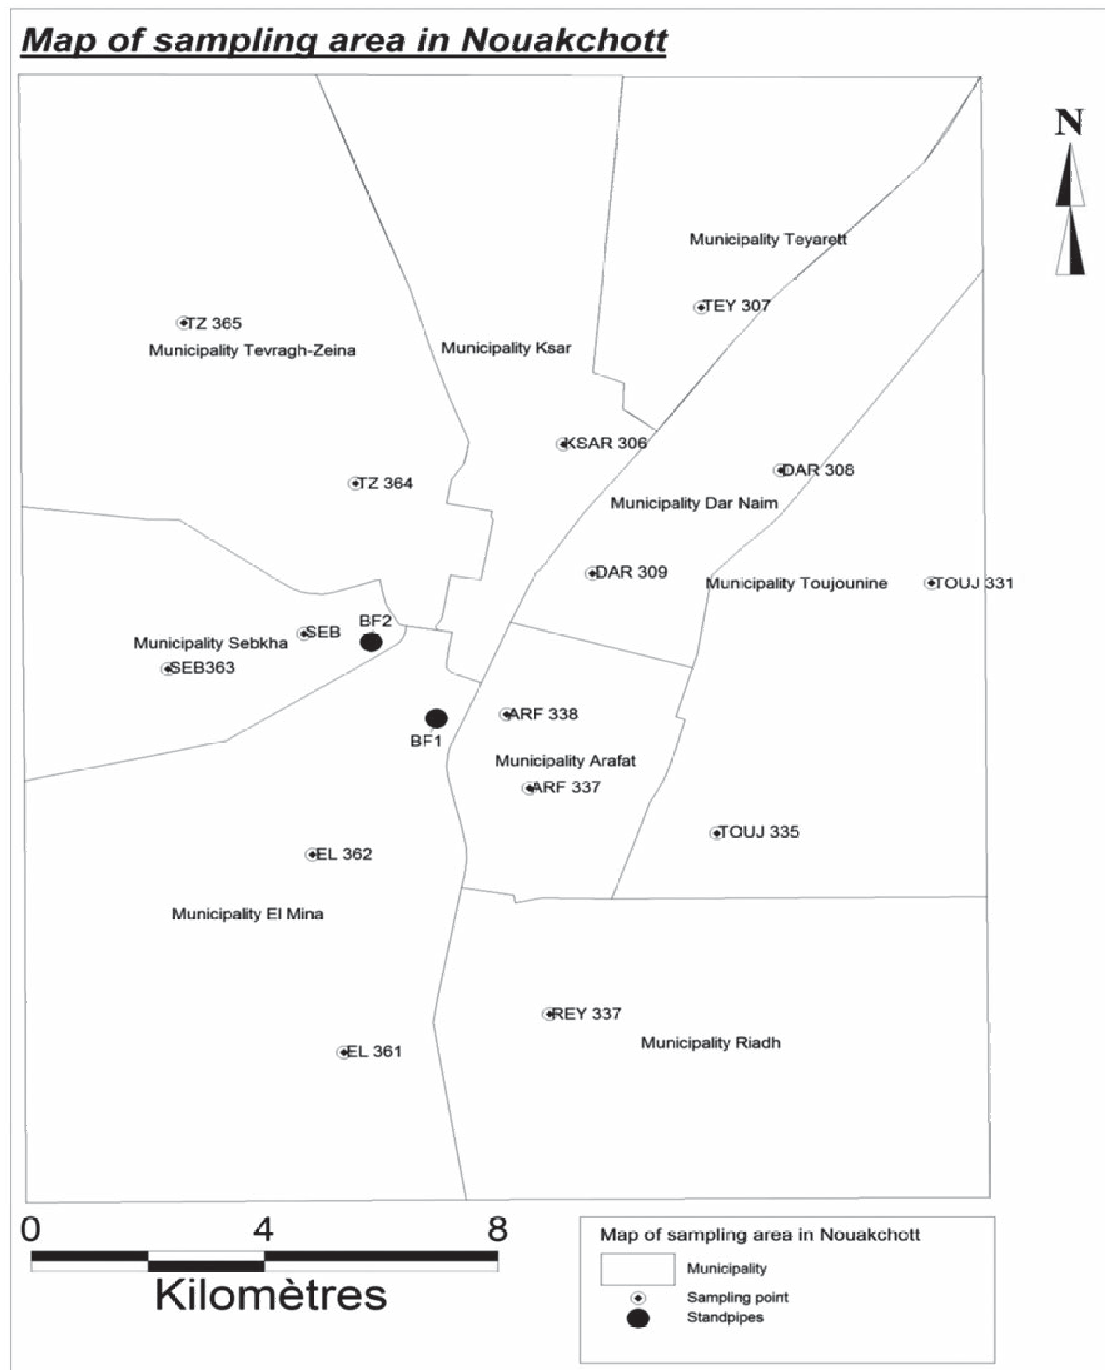 Map of sampling area in Nouakchott
N
Municipality Teyarett
TEY 307
TZ 365
Municipality Tevragh-Zeina
Municipality Ksar
KSAR 306
DAR 308
TZ 364
Municipality Dar Naim
DAR 309
Municipality Toujounine
TOUJ 331
BF2
SEB
Municipality Sebkha
SEB363
ARF 338
BF1
Municipality Arafat
ARF 337
TOUJ 335
EL 362
Municipality El Mina
REY 337
Municipality Riadh
EL 361
0 4 8
Kilomètres
Map of sampling area in Nouakchott
Municipality
Sampling point
Standpipes